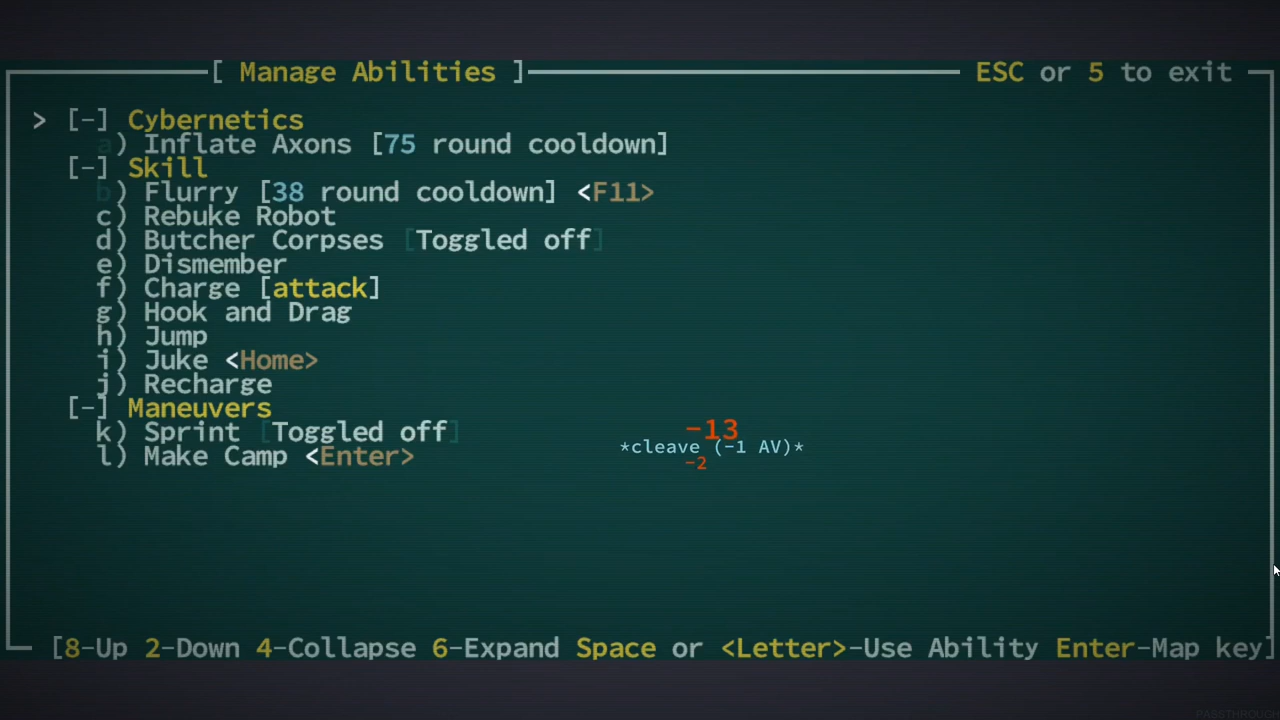 [ Manage Abilities ] ESC or 5 to exit
> [-] Cybernetics
a) Inflate Axons [75 round cooldown]
[-] Skill
b) Flurry [38 round cooldown] <F11>
c) Rebuke Robot
d) Butcher Corpses [Toggled off]
e) Dismember
f) Charge [attack]
g) Hook and Drag
h) Jump
i) Juke <Home>
j) Recharge
[-] Maneuvers
k) Sprint [Toggled off]
l) Make Camp <Enter>
-13
*cleave (-1 AV)*
-2
[8-Up 2-Down 4-Collapse 6-Expand Space or <Letter>-Use Ability Enter-Map key]